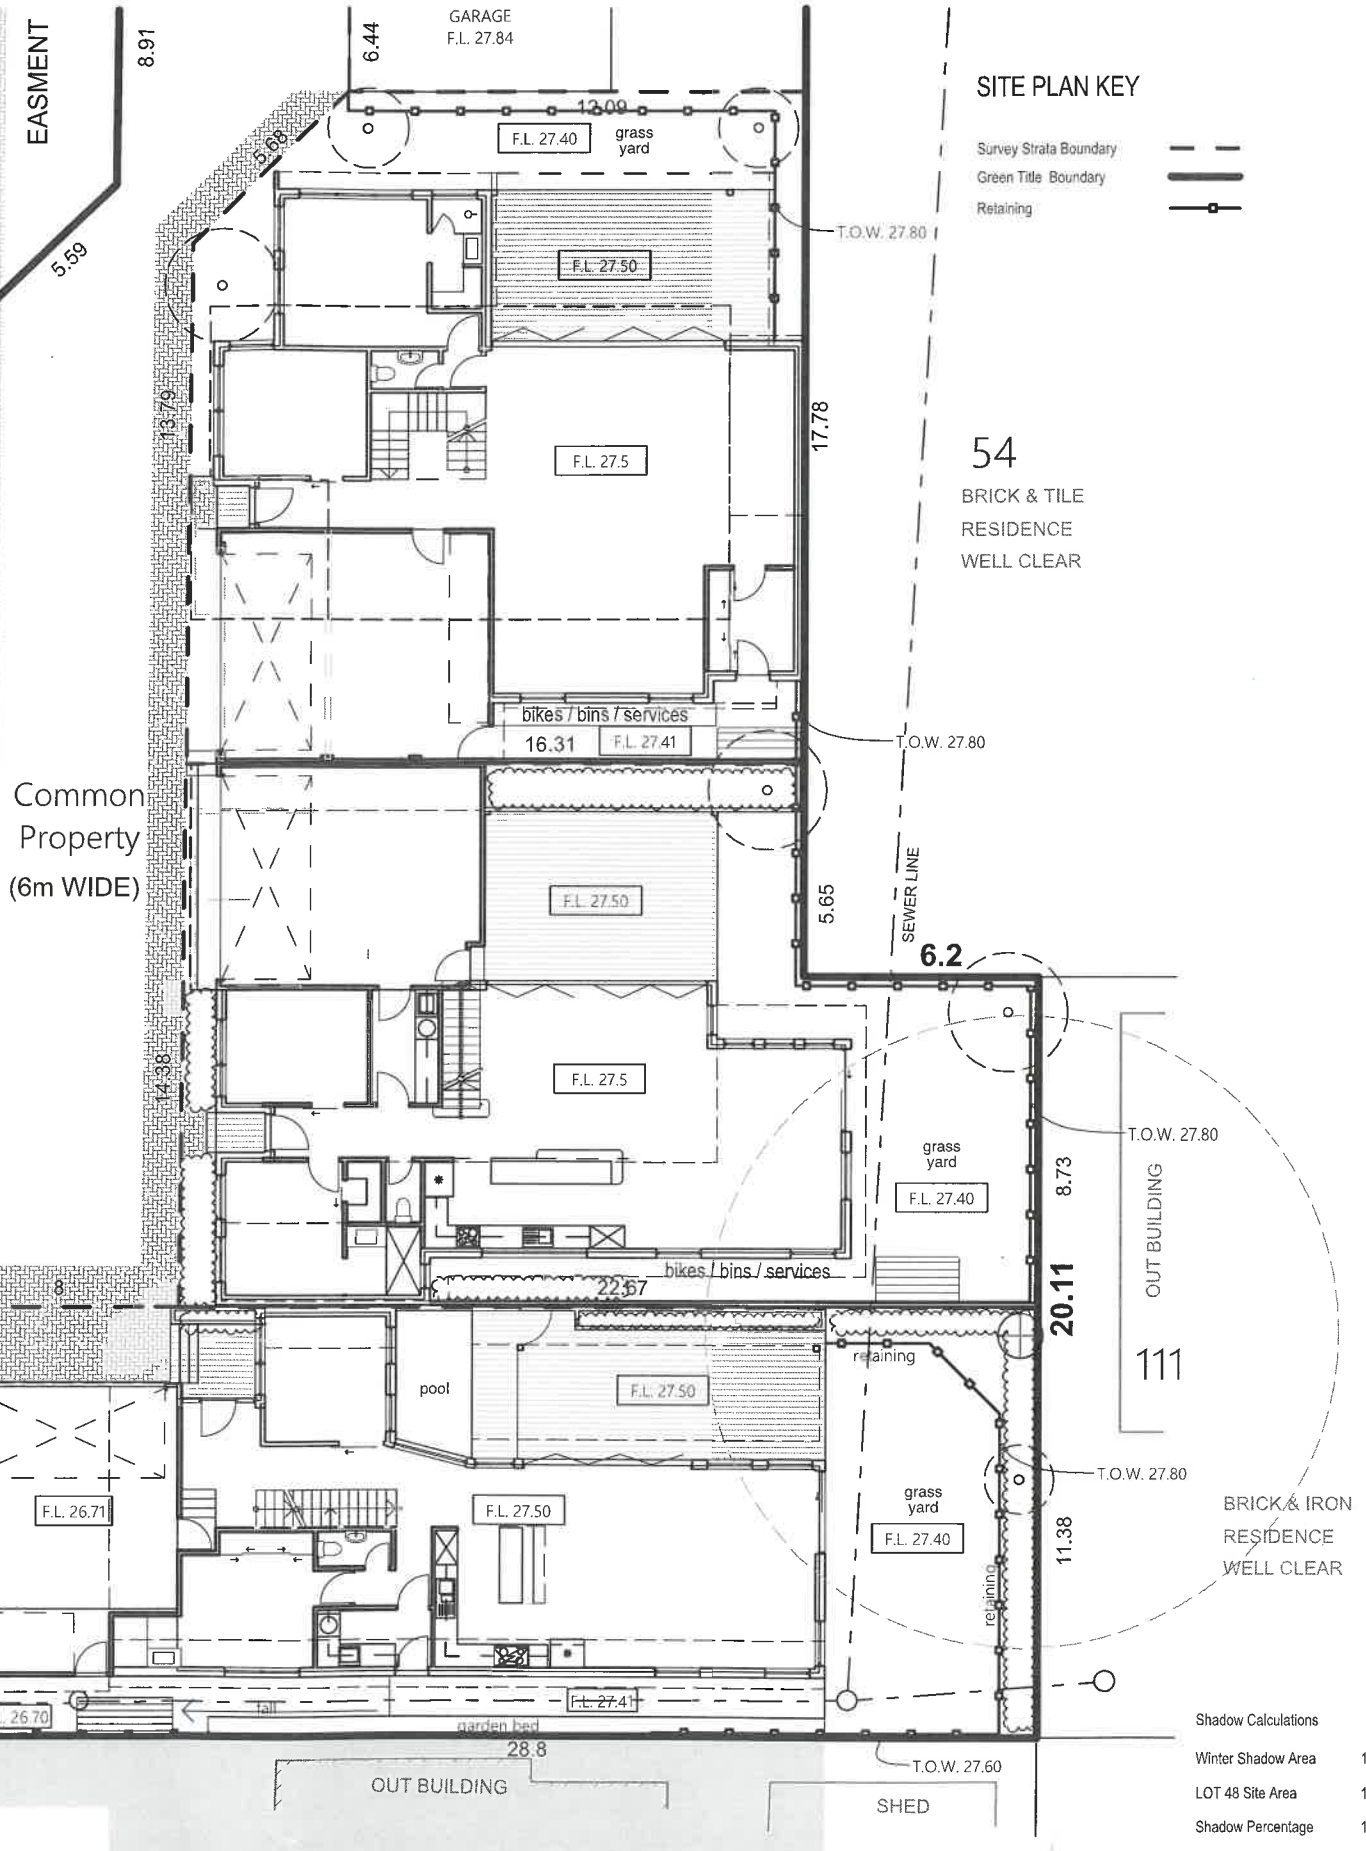 EASMENT
8.91
6.44
GARAGE
F.L. 27.84
SITE PLAN KEY
Survey Strata Boundary
Green Title Boundary
Retaining
12.09
F.L. 27.40
grass
yard
5.68
5.59
T.O.W. 27.80
F.L. 27.50
13.79
17.78
F.L. 27.5
54
BRICK & TILE
RESIDENCE
WELL CLEAR
bikes / bins / services
16.31
F.L. 27.41
T.O.W. 27.80
Common
Property
(6m WIDE)
F.L. 27.50
5.65
SEWER LINE
6.2
14.38
F.L. 27.5
T.O.W. 27.80
grass
yard
F.L. 27.40
8.73
OUT BUILDING
bikes / bins / services
22.67
8
20.11
retaining
111
pool
F.L. 27.50
T.O.W. 27.80
F.L. 26.71
F.L. 27.50
grass
yard
F.L. 27.40
11.38
BRICK & IRON
RESIDENCE
WELL CLEAR
retaining
fall
F.L. 27.41
26.70
garden bed
28.8
T.O.W. 27.60
OUT BUILDING
SHED
Shadow Calculations
Winter Shadow Area 1
LOT 48 Site Area 1
Shadow Percentage 1